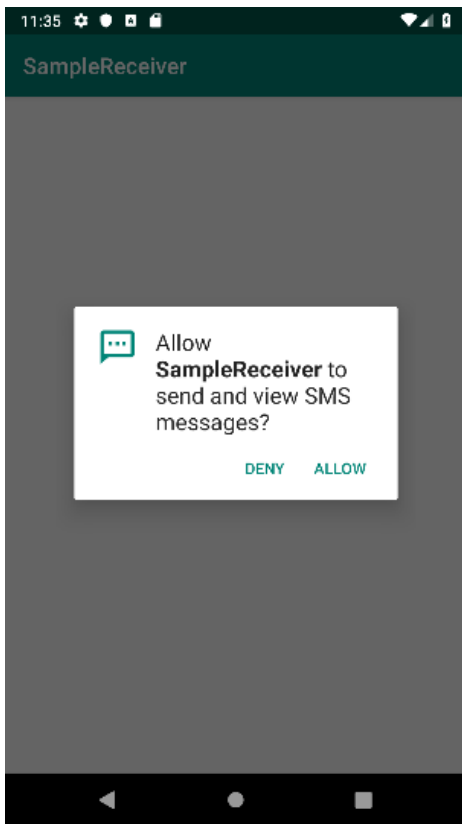 11:35
SampleReceiver
Allow
SampleReceiver to
send and view SMS
messages?
DENY ALLOW